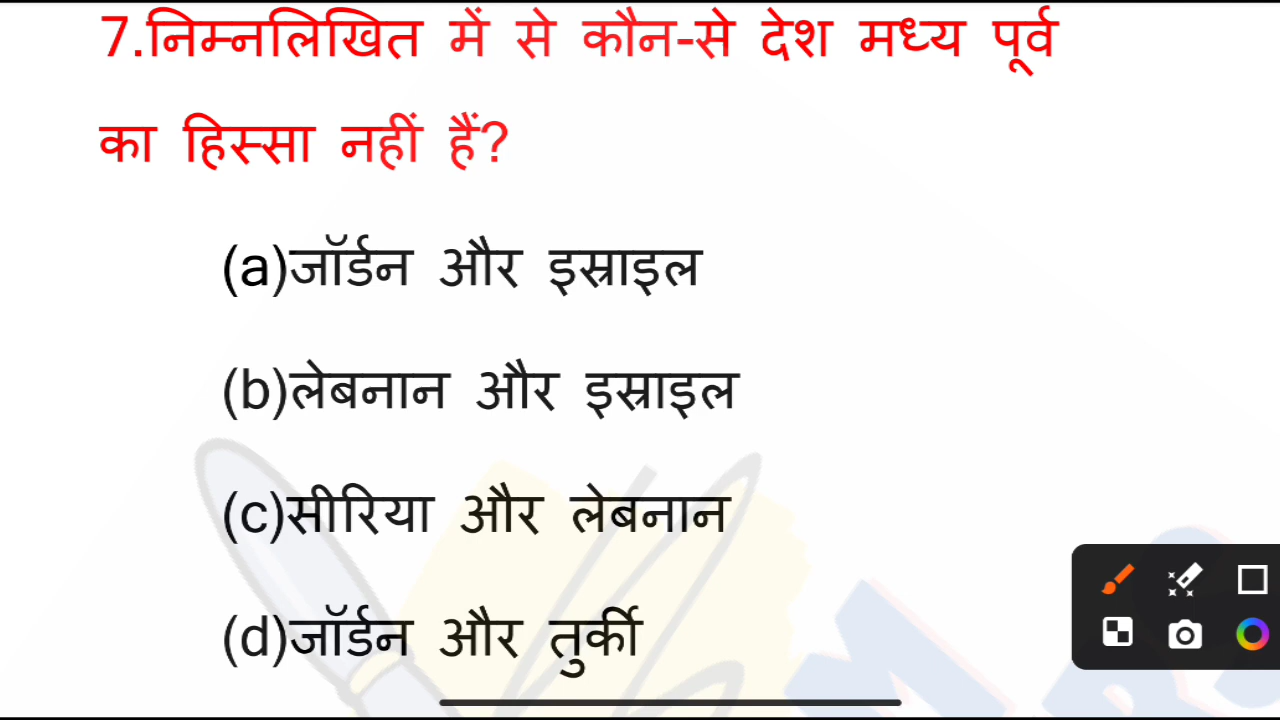 7.निम्नलिखित में से कौन-से देश मध्य पूर्व
का हिस्सा नहीं हैं?
(a)जॉर्डन और इस्राइल
(b)लेबनान और इस्राइल
(c)सीरिया और लेबनान
(d)जॉर्डन और तुर्की